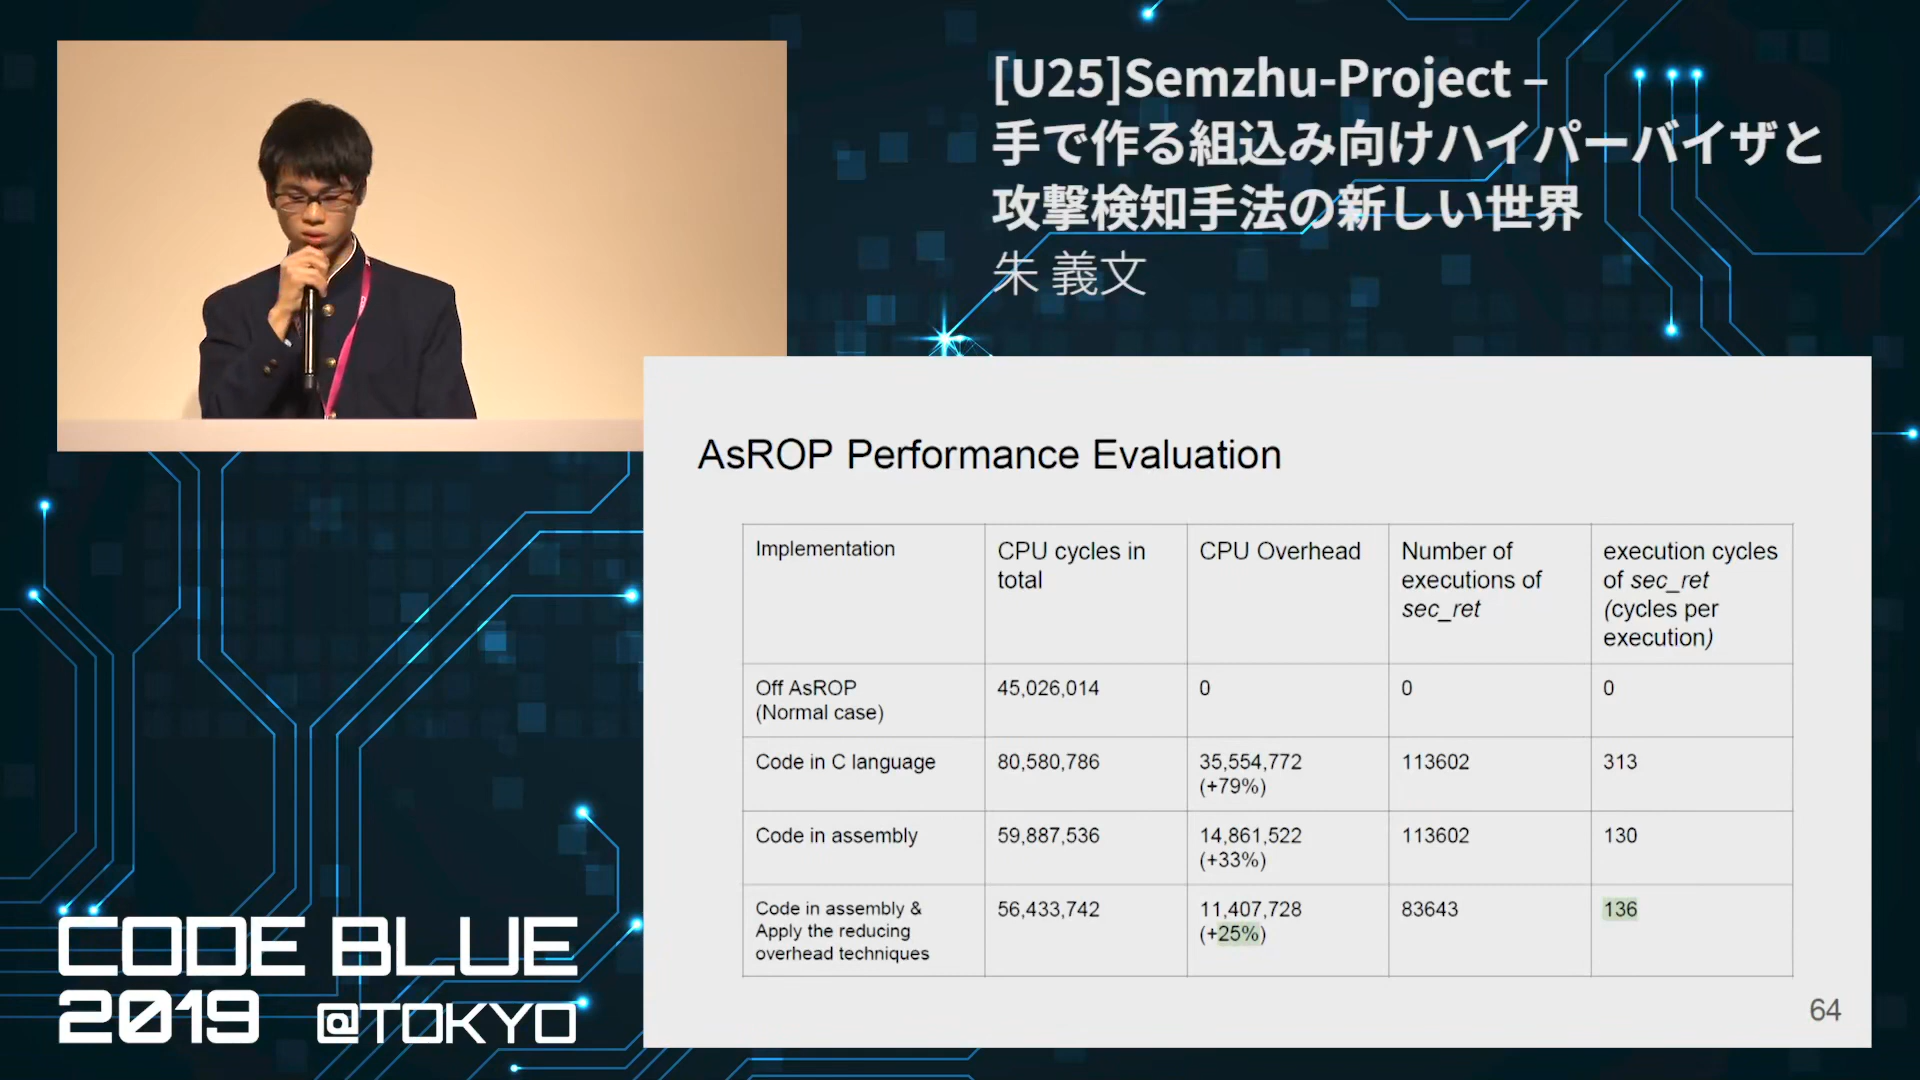 [U25]Semzhu-Project –
手で作る組込み向けハイパーバイザと
攻撃検知手法の新しい世界
朱 義文
AsROP Performance Evaluation
Implementation
CPU cycles in
total
CPU Overhead
Number of
executions of
sec_ret
execution cycles
of sec_ret
(cycles per
execution)
Off AsROP
(Normal case)
45,026,014
0
0
0
Code in C language
80,580,786
35,554,772
(+79%)
113602
313
Code in assembly
59,887,536
14,861,522
(+33%)
113602
130
Code in assembly &
Apply the reducing
overhead techniques
56,433,742
11,407,728
(+25%)
83643
136
64
CODE BLUE
2019 @TOKYO